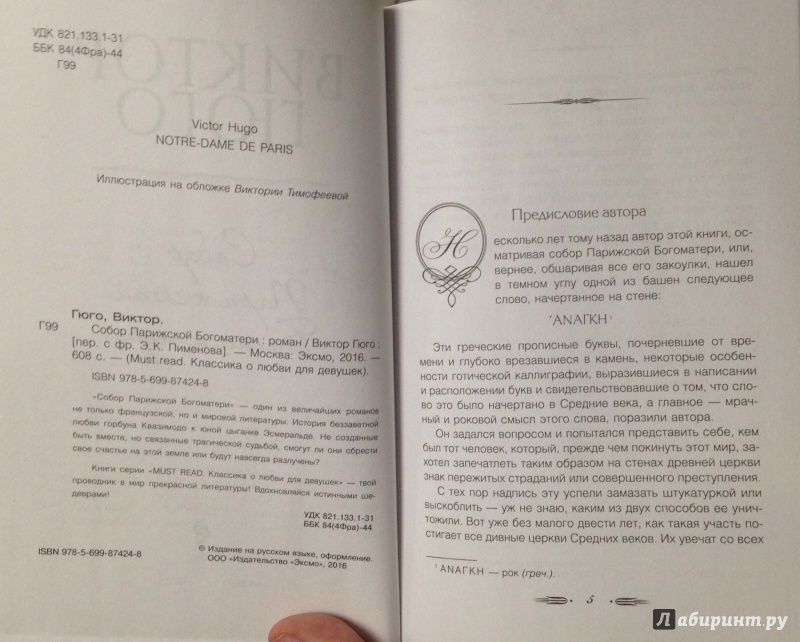 УДК 821.133.1-31
ББК 84(4Фра)-44
Г99
Victor Hugo
NOTRE-DAME DE PARIS
Иллюстрация на обложке Виктории Тимофеевой
Гюго, Виктор.
Г99 Собор Парижской Богоматери : роман / Виктор Гюго ;
[пер. с фр. Э.К. Пименова]. — Москва: Эксмо, 2016. —
608 с. — (Must read. Классика о любви для девушек).
ISBN 978-5-699-87424-8
«Собор Парижской Богоматери» — один из величайших романов
не только французской, но и мировой литературы. История беззаветной
любви горбуна Квазимодо к юной цыганке Эсмеральде. Не созданные
быть вместе, но связанные трагической судьбой, смогут ли они обрести
свое счастье на этой земле или будут навсегда разлучены?
Книги серии «MUST READ. Классика о любви для девушек» — твой
проводник в мир прекрасной литературы! Вдохновляйся истинными ше-
деврами!
УДК 821.133.1-31
ББК 84(4Фра)-44
ISBN 978-5-699-87424-8
© Издание на русском языке, оформление.
ООО «Издательство «Эксмо», 2016
Предисловие автора
Несколько лет тому назад автор этой книги, ос-
матривая собор Парижской Богоматери, или,
вернее, обшаривая все его закоулки, нашел
в темном углу одной из башен следующее
слово, начертанное на стене:
'ΑΝΑΓΚΗ¹
Эти греческие прописные буквы, почерневшие от вре-
мени и глубоко врезавшиеся в камень, некоторые особен-
ности готической каллиграфии, выразившиеся в написании
и расположении букв и свидетельствовавшие о том, что сло-
во это было начертано в Средние века, а главное — мрач-
ный и роковой смысл этого слова, поразили автора.
Он задался вопросом и попытался представить себе, кем
был тот человек, который, прежде чем покинуть этот мир, за-
хотел запечатлеть таким образом на стенах древней церкви
знак пережитых страданий или совершенного преступления.
С тех пор надпись эту успели замазать штукатуркой или
выскоблить — уж не знаю, каким из двух способов ее унич-
тожили. Вот уже без малого двести лет, как такая участь по-
стигает все дивные церкви Средних веков. Их увечат со всех
¹ ΑΝΑΓΚΗ — рок (греч.).
5
Лабиринт.ру